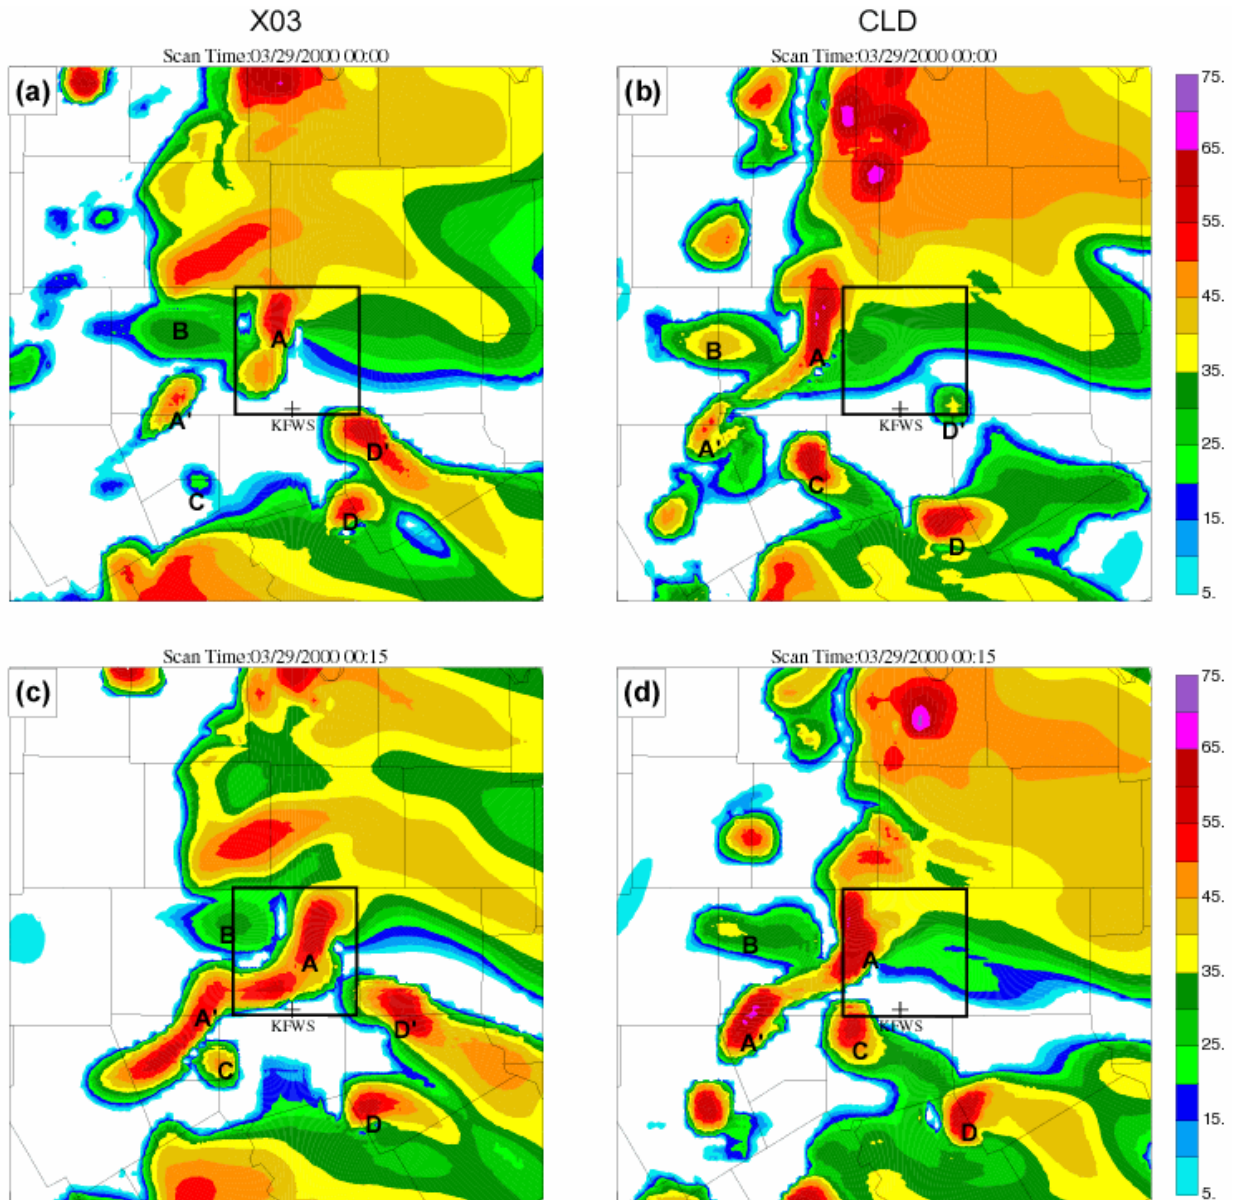 X03 CLD
Scan Time:03/29/2000 00:00 Scan Time:03/29/2000 00:00
(a) (b) 75.
65.
55.
45.
B A B A 35.
A' KFWS D' A' KFWS D' 25.
C D C D 15.
5.
Scan Time:03/29/2000 00:15 Scan Time:03/29/2000 00:15
(c) (d) 75.
65.
55.
45.
B A B A 35.
A' KFWS D' A' KFWS 25.
C D C D 15.
5.